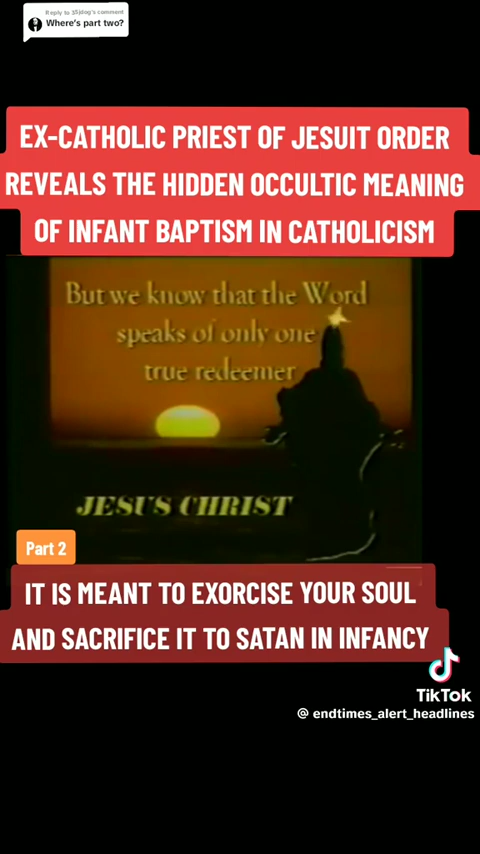 Reply to 35jdog's comment
Where's part two?
EX-CATHOLIC PRIEST OF JESUIT ORDER
REVEALS THE HIDDEN OCCULTIC MEANING
OF INFANT BAPTISM IN CATHOLICISM
But we know that the Word
speaks of only one
true redeemer
JESUS CHRIST
Part 2
IT IS MEANT TO EXORCISE YOUR SOUL
AND SACRIFICE IT TO SATAN IN INFANCY
TikTok
@ endtimes_alert_headlines